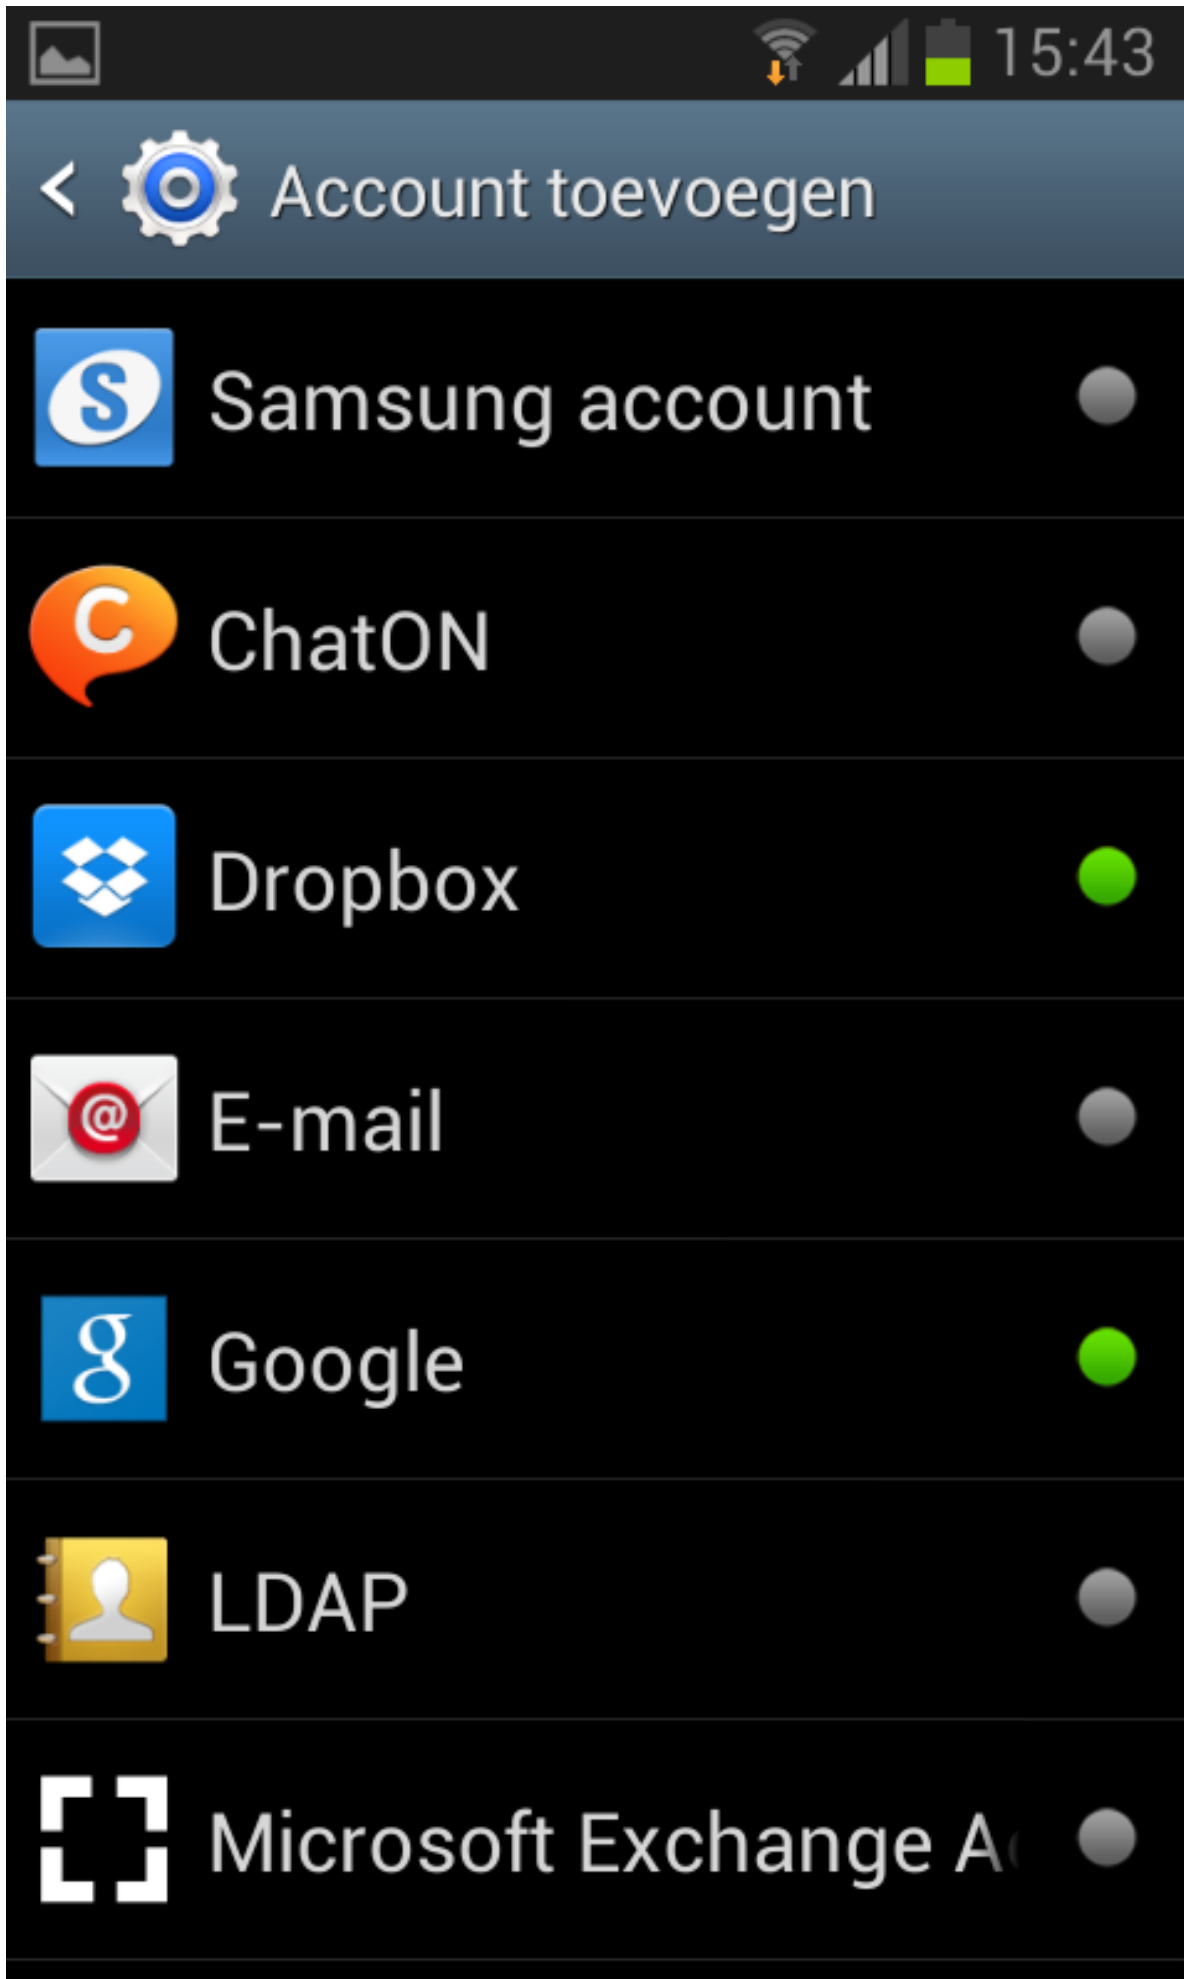 15:43
Account toevoegen
Samsung account
ChatON
Dropbox
E-mail
Google
LDAP
Microsoft Exchange A